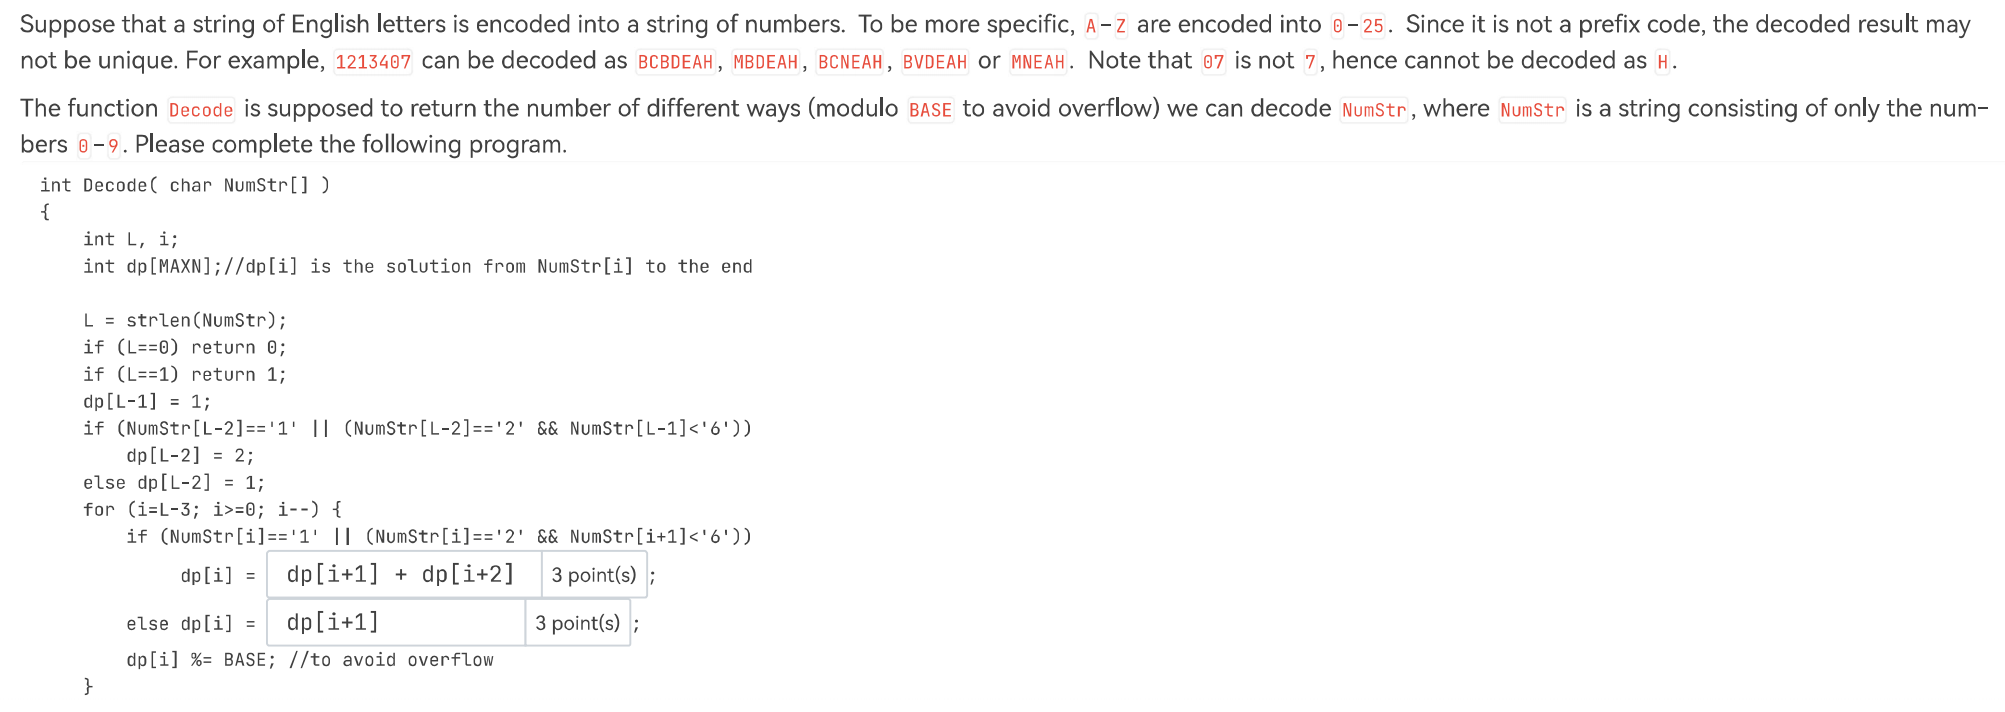 Suppose that a string of English letters is encoded into a string of numbers. To be more specific, A-Z are encoded into 0-25. Since it is not a prefix code, the decoded result may
not be unique. For example, 1213407 can be decoded as BCBDEAH, MBDEAH, BCNEAH, BVDEAH or MNEAH. Note that 07 is not 7, hence cannot be decoded as H.
The function Decode is supposed to return the number of different ways (modulo BASE to avoid overflow) we can decode NumStr, where NumStr is a string consisting of only the num-
bers 0-9. Please complete the following program.
int Decode( char NumStr[] )
{
    int L, i;
    int dp[MAXN];//dp[i] is the solution from NumStr[i] to the end
    L = strlen(NumStr);
    if (L==0) return 0;
    if (L==1) return 1;
    dp[L-1] = 1;
    if (NumStr[L-2]=='1' || (NumStr[L-2]=='2' && NumStr[L-1]<'6'))
        dp[L-2] = 2;
    else dp[L-2] = 1;
    for (i=L-3; i>=0; i--) {
        if (NumStr[i]=='1' || (NumStr[i]=='2' && NumStr[i+1]<'6'))
             dp[i] = dp[i+1] + dp[i+2] 3 point(s);
        else dp[i] = dp[i+1] 3 point(s);
        dp[i] %= BASE; //to avoid overflow
    }